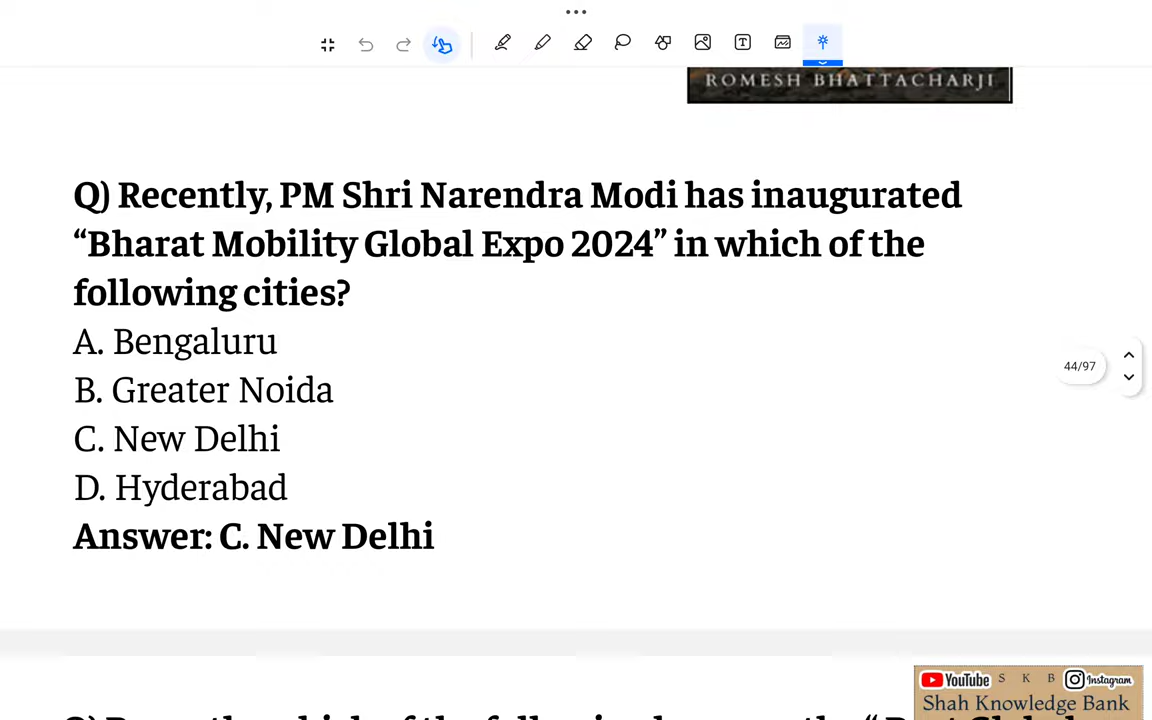 ROMESH BHATTACHARJI
Q) Recently, PM Shri Narendra Modi has inaugurated
“Bharat Mobility Global Expo 2024” in which of the
following cities?
A. Bengaluru
B. Greater Noida
C. New Delhi
D. Hyderabad
Answer: C. New Delhi
44/97
YouTube S K B Instagram
Shah Knowledge Bank